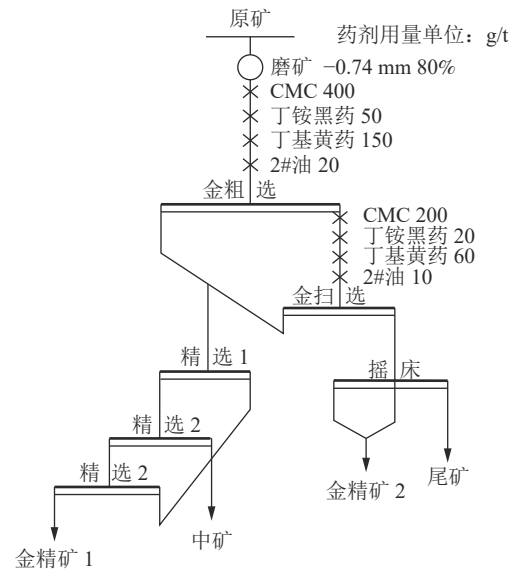 原矿
药剂用量单位：g/t
磨矿 −0.74 mm 80%
CMC 400
丁铵黑药 50
丁基黄药 150
2#油 20
金粗选
CMC 200
丁铵黑药 20
丁基黄药 60
2#油 10
金扫选
精选 1
摇床
精选 2
精选 2
金精矿 2
尾矿
中矿
金精矿 1